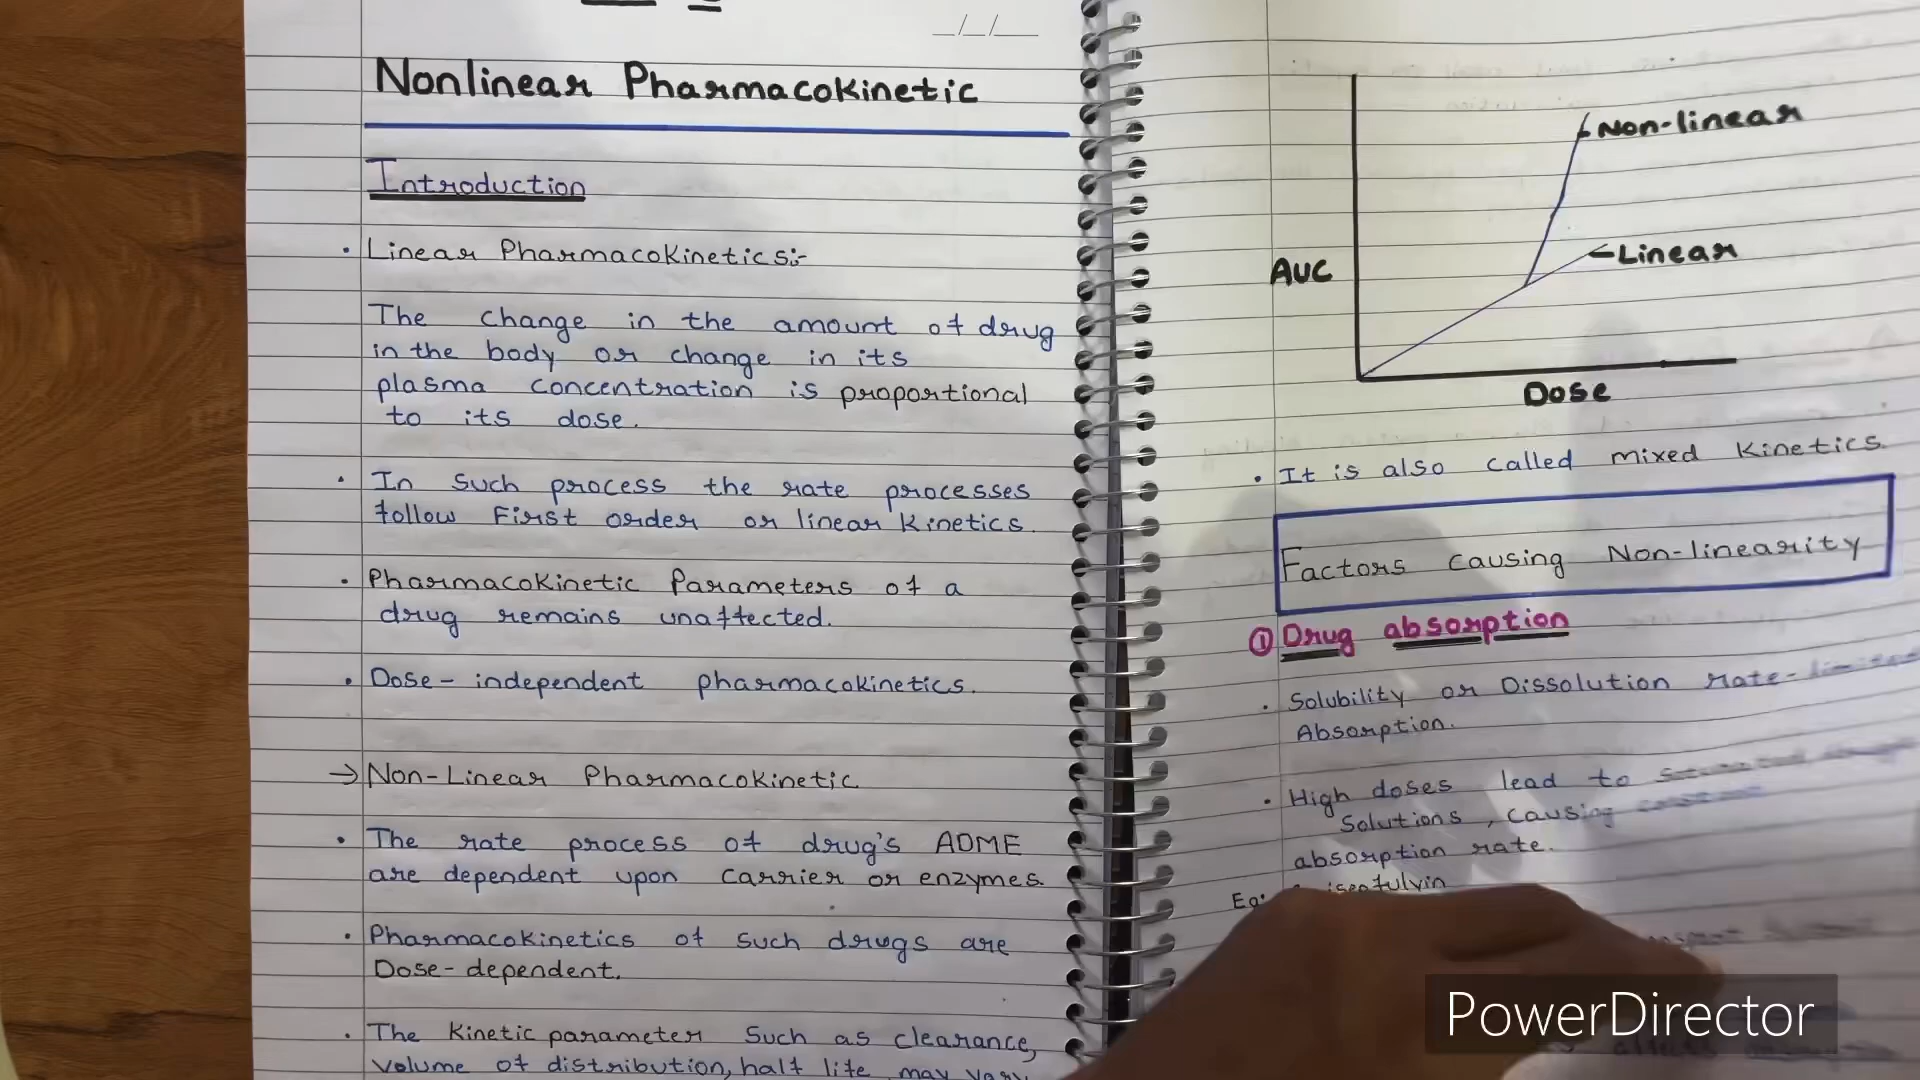 _/_/__
Nonlinear Pharmacokinetic
Introduction
• Linear Pharmacokinetics:-
The change in the amount of drug
in the body or change in its
plasma concentration is proportional
to its dose.
• In such process the rate processes
follow First order or linear Kinetics.
• Pharmacokinetic Parameters of a
drug remains unaffected.
• Dose-independent pharmacokinetics.
→ Non-Linear Pharmacokinetic
• The rate process of drug's ADME
are dependent upon carrier or enzymes.
• Pharmacokinetics of such drugs are
Dose-dependent.
• The Kinetic parameter such as clearance,
volume of distribution, half life may vary
Non-linear
Linear
AUC
Dose
• It is also called mixed Kinetics.
Factors causing Non-linearity
① Drug absorption
• Solubility or Dissolution rate-limited
Absorption.
• High doses lead to
Solutions, causing
absorption rate.
Eg:
PowerDirector